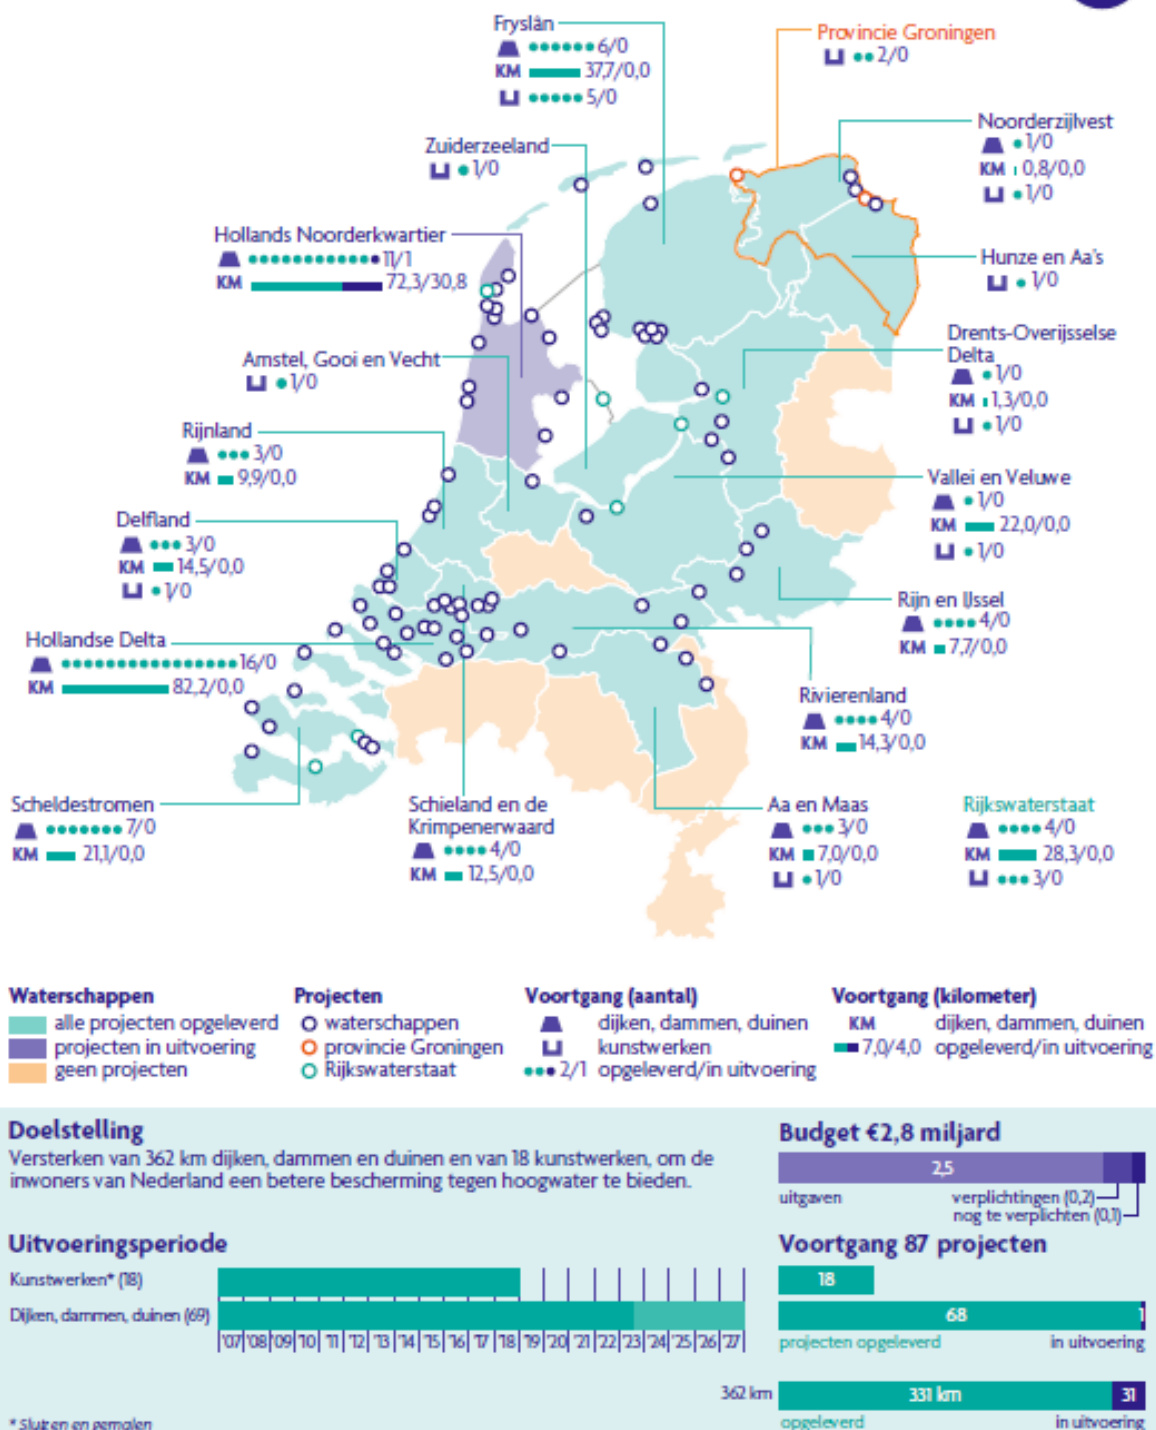 Fryslân
6/0
KM 37,7/0,0
5/0
Provincie Groningen
2/0
Zuiderzeeland
1/0
Noorderzijlvest
1/0
KM 0,8/0,0
1/0
Hollands Noorderkwartier
11/1
KM 72,3/30,8
Hunze en Aa's
1/0
Amstel, Gooi en Vecht
1/0
Drents-Overijsselse
Delta
1/0
KM 1,3/0,0
1/0
Rijnland
3/0
KM 9,9/0,0
Vallei en Veluwe
1/0
KM 22,0/0,0
1/0
Delfland
3/0
KM 14,5/0,0
1/0
Rijn en IJssel
4/0
KM 7,7/0,0
Hollandse Delta
16/0
KM 82,2/0,0
Rivierenland
4/0
KM 14,3/0,0
Scheldestromen
7/0
KM 21,1/0,0
Schieland en de
Krimpenerwaard
4/0
KM 12,5/0,0
Aa en Maas
3/0
KM 7,0/0,0
1/0
Rijkswaterstaat
4/0
KM 28,3/0,0
3/0
Waterschappen
alle projecten opgeleverd
projecten in uitvoering
geen projecten
Projecten
waterschappen
provincie Groningen
Rijkswaterstaat
Voortgang (aantal)
dijken, dammen, duinen
kunstwerken
2/1 opgeleverd/in uitvoering
Voortgang (kilometer)
KM dijken, dammen, duinen
7,0/4,0 opgeleverd/in uitvoering
Doelstelling
Versterken van 362 km dijken, dammen en duinen en van 18 kunstwerken, om de
inwoners van Nederland een betere bescherming tegen hoogwater te bieden.
Budget €2,8 miljard
2,5
uitgaven verplichtingen (0,2)
nog te verplichten (0,1)
Uitvoeringsperiode
Kunstwerken* (18)
Dijken, dammen, duinen (69)
'07 '08 '09 '10 '11 '12 '13 '14 '15 '16 '17 '18 '19 '20 '21 '22 '23 '24 '25 '26 '27
Voortgang 87 projecten
18
68 1
projecten opgeleverd in uitvoering
362 km 331 km 31
opgeleverd in uitvoering
* Sluizen en gemalen